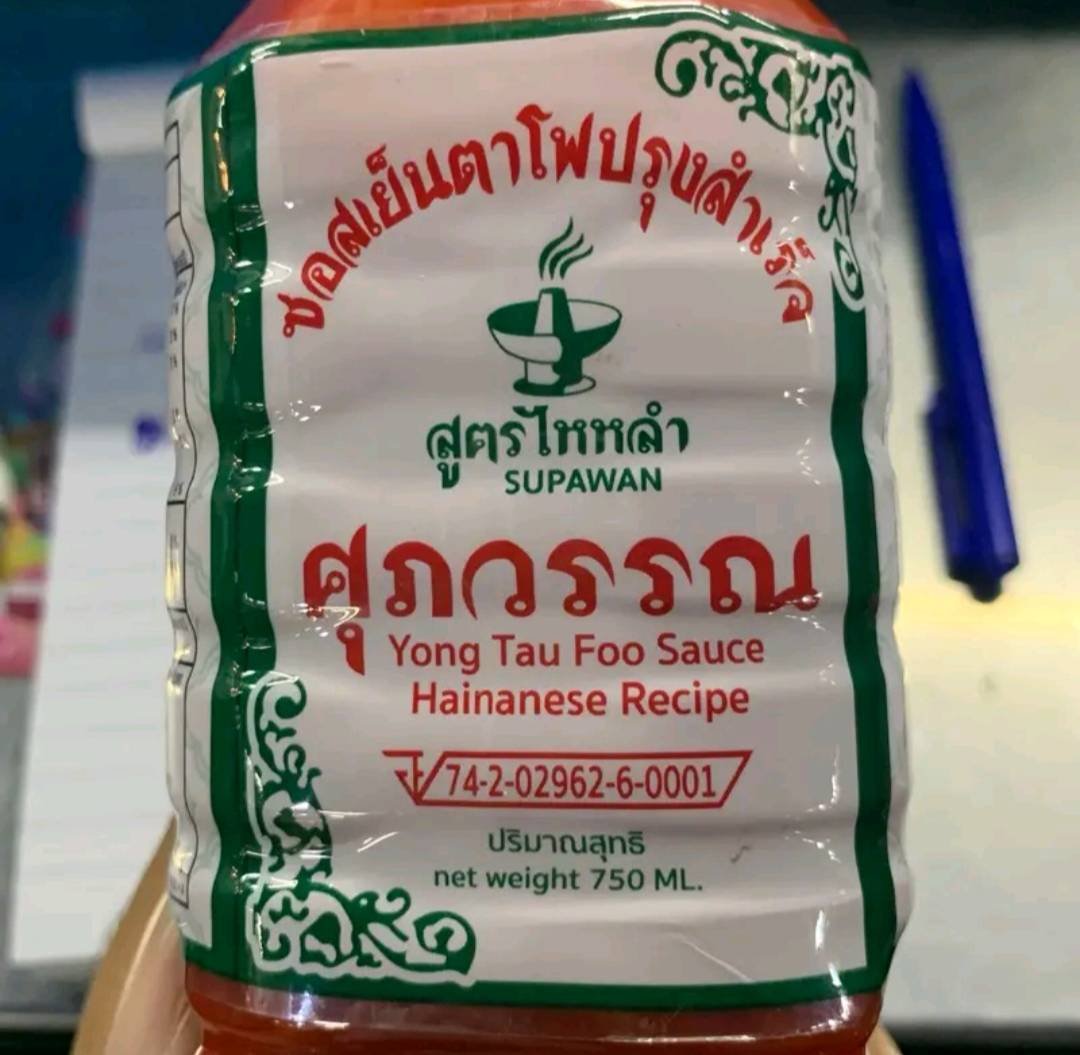 ซอสเย็นตาโฟปรุงสำเร็จ
สูตรไหหลำ
SUPAWAN
ศุภวรรณ
Yong Tau Foo Sauce
Hainanese Recipe
74-2-02962-6-0001
ปริมาณสุทธิ
net weight 750 ML.